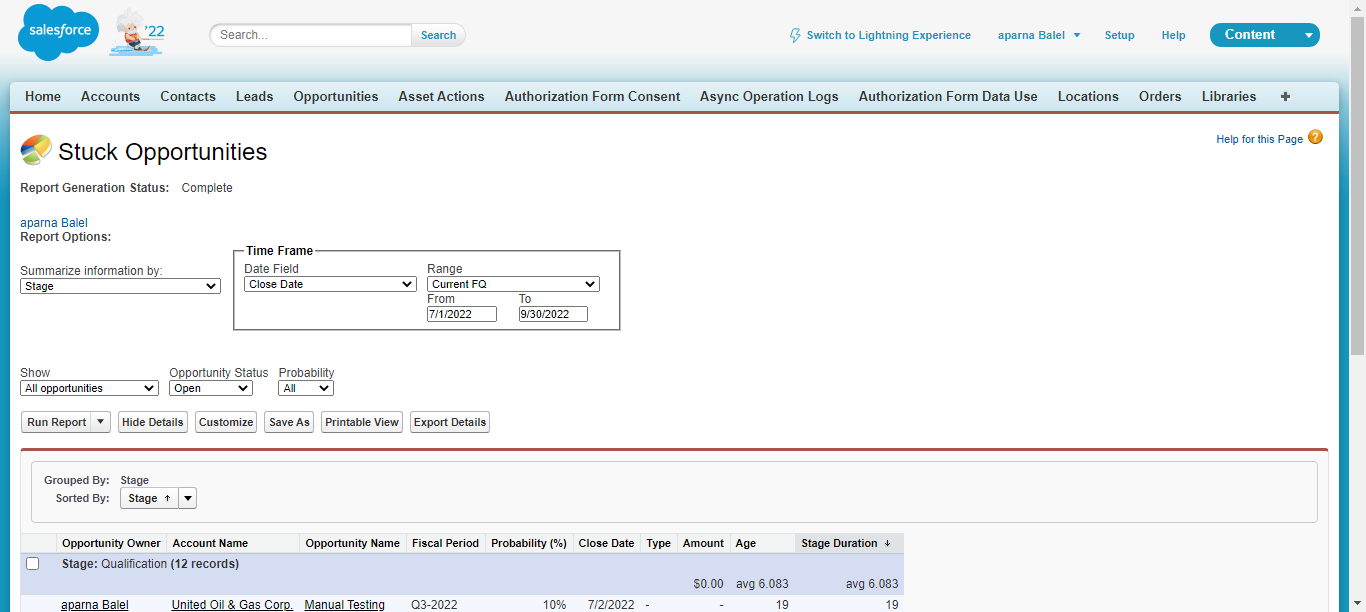 salesforce '22 Search... Search Switch to Lightning Experience aparna Balel Setup Help Content
Home Accounts Contacts Leads Opportunities Asset Actions Authorization Form Consent Async Operation Logs Authorization Form Data Use Locations Orders Libraries +
Stuck Opportunities
Help for this Page ?
Report Generation Status: Complete
aparna Balel
Report Options:
Summarize information by:
Stage
Time Frame
Date Field Range
Close Date Current FQ
From To
7/1/2022 9/30/2022
Show Opportunity Status Probability
All opportunities Open All
Run Report Hide Details Customize Save As Printable View Export Details
Grouped By: Stage
Sorted By: Stage ↑
Opportunity Owner Account Name Opportunity Name Fiscal Period Probability (%) Close Date Type Amount Age Stage Duration ↓
Stage: Qualification (12 records)
$0.00 avg 6.083 avg 6.083
aparna Balel United Oil & Gas Corp. Manual Testing Q3-2022 10% 7/2/2022 - - 19 19